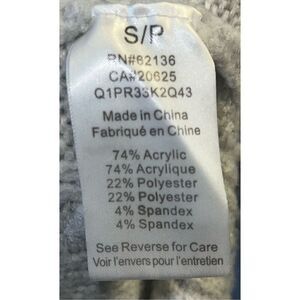 S/P
RN#62136
CA#20625
Q1PR33K2Q43
Made in China
Fabriqué en Chine
74% Acrylic
74% Acrylique
22% Polyester
22% Polyester
4% Spandex
4% Spandex
See Reverse for Care
Voir l'envers pour l'entretien